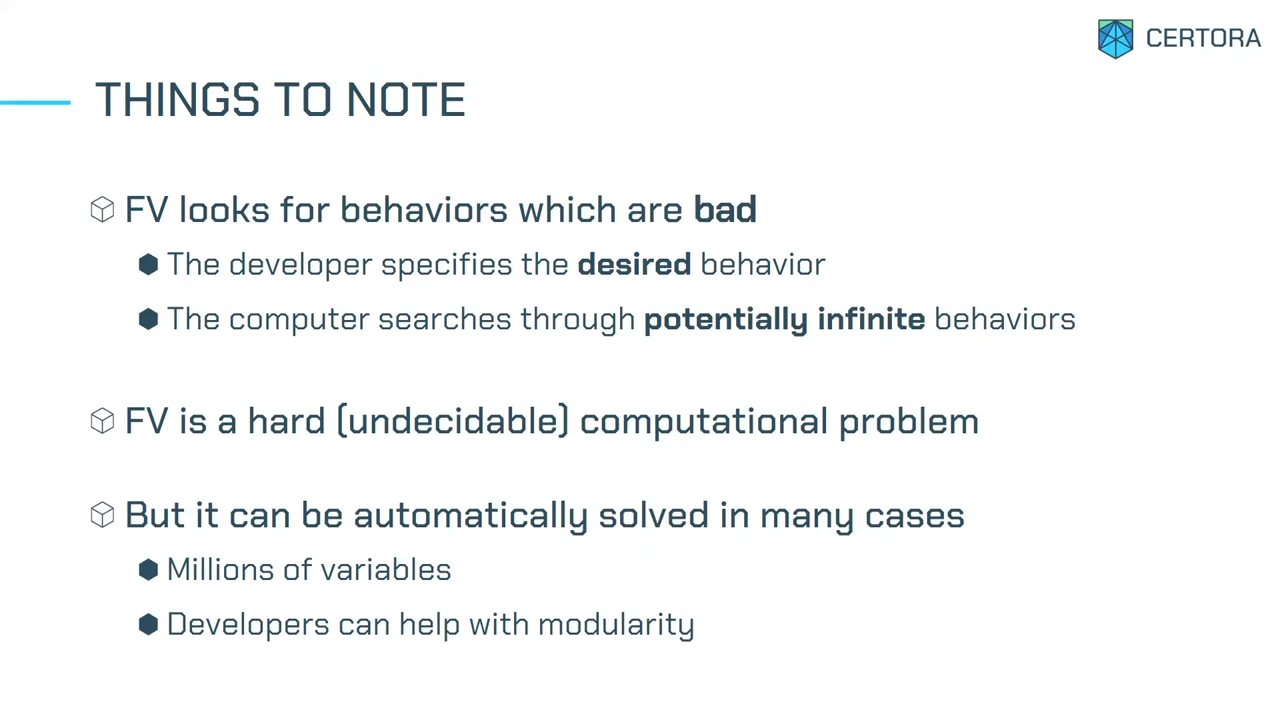 CERTORA
THINGS TO NOTE
FV looks for behaviors which are bad
The developer specifies the desired behavior
The computer searches through potentially infinite behaviors
FV is a hard (undecidable) computational problem
But it can be automatically solved in many cases
Millions of variables
Developers can help with modularity